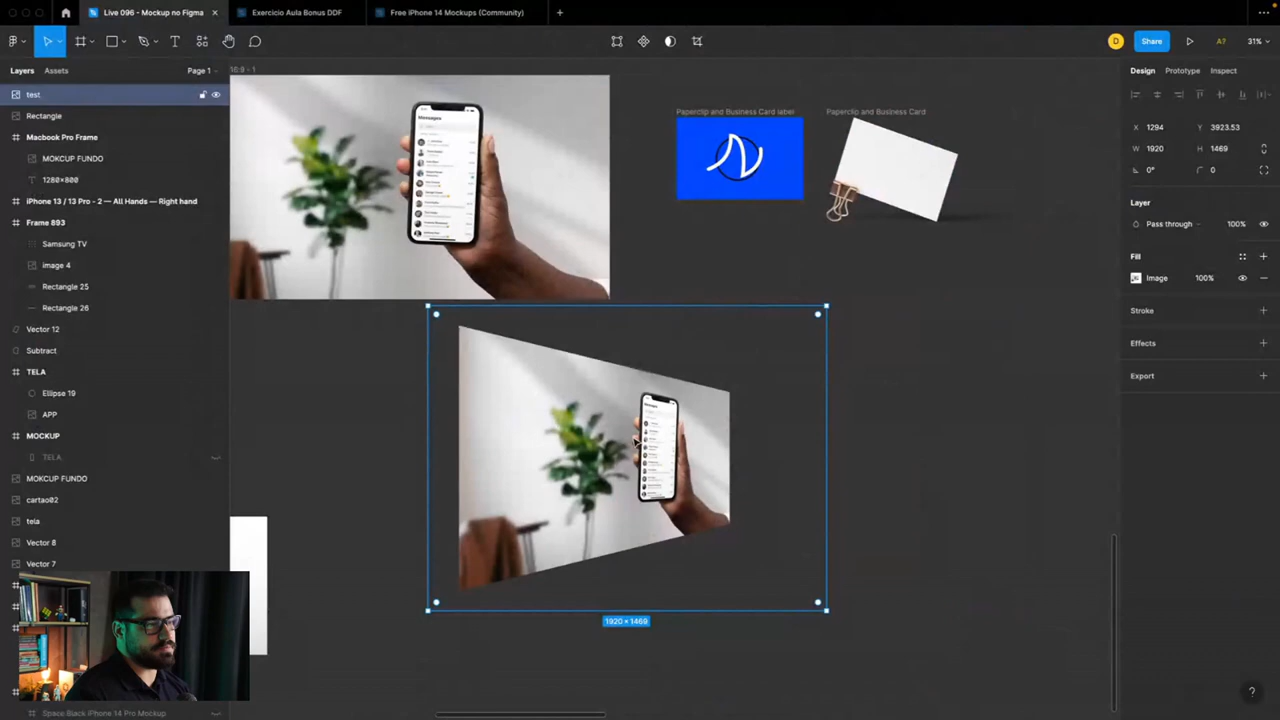 Live 096 - Mockup no Figma
Exercicio Aula Bonus DDF
Free iPhone 14 Mockups (Community)
D
Share
A?
31%
Layers
Assets
Page 1
16:9 - 1
Design
Prototype
Inspect
test
Rectangle
Macbook Pro Frame
MOKCUP FUNDO
1280×800
iPhone 13 / 13 Pro - 2 — All Hands — Right hand
Frame 893
Samsung TV
image 4
Rectangle 25
Rectangle 26
Vector 12
Subtract
TELA
Ellipse 19
APP
MOCKUP
TELA
MOKCUP FUNDO
cartao02
tela
Vector 8
Vector 7
Space Black iPhone 14 Pro Mockup
Messages
Paperclip and Business Card label
Paperclip and Business Card
Messages
1920 × 1469
1294
Y
W
1920
H
1469
0°
0
Layer
Pass through
100%
Fill
Image
100%
Stroke
Effects
Export
?